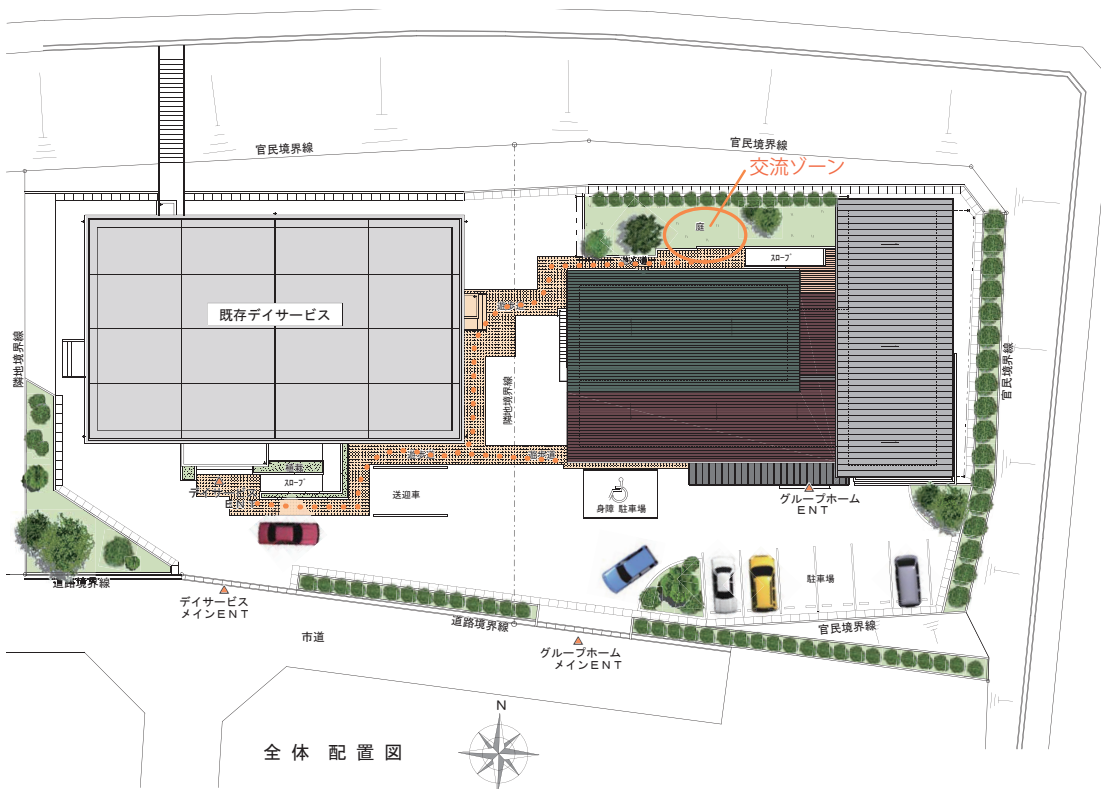 官民境界線
官民境界線
交流ゾーン
庭
スロープ
既存デイサービス
隣地境界線
隣地境界線
官民境界線
スロープ
送迎車
身障 駐車場
グループホーム
ENT
駐車場
道路境界線
デイサービス
メインENT
道路境界線
官民境界線
市道
グループホーム
メインENT
N
全体 配置図